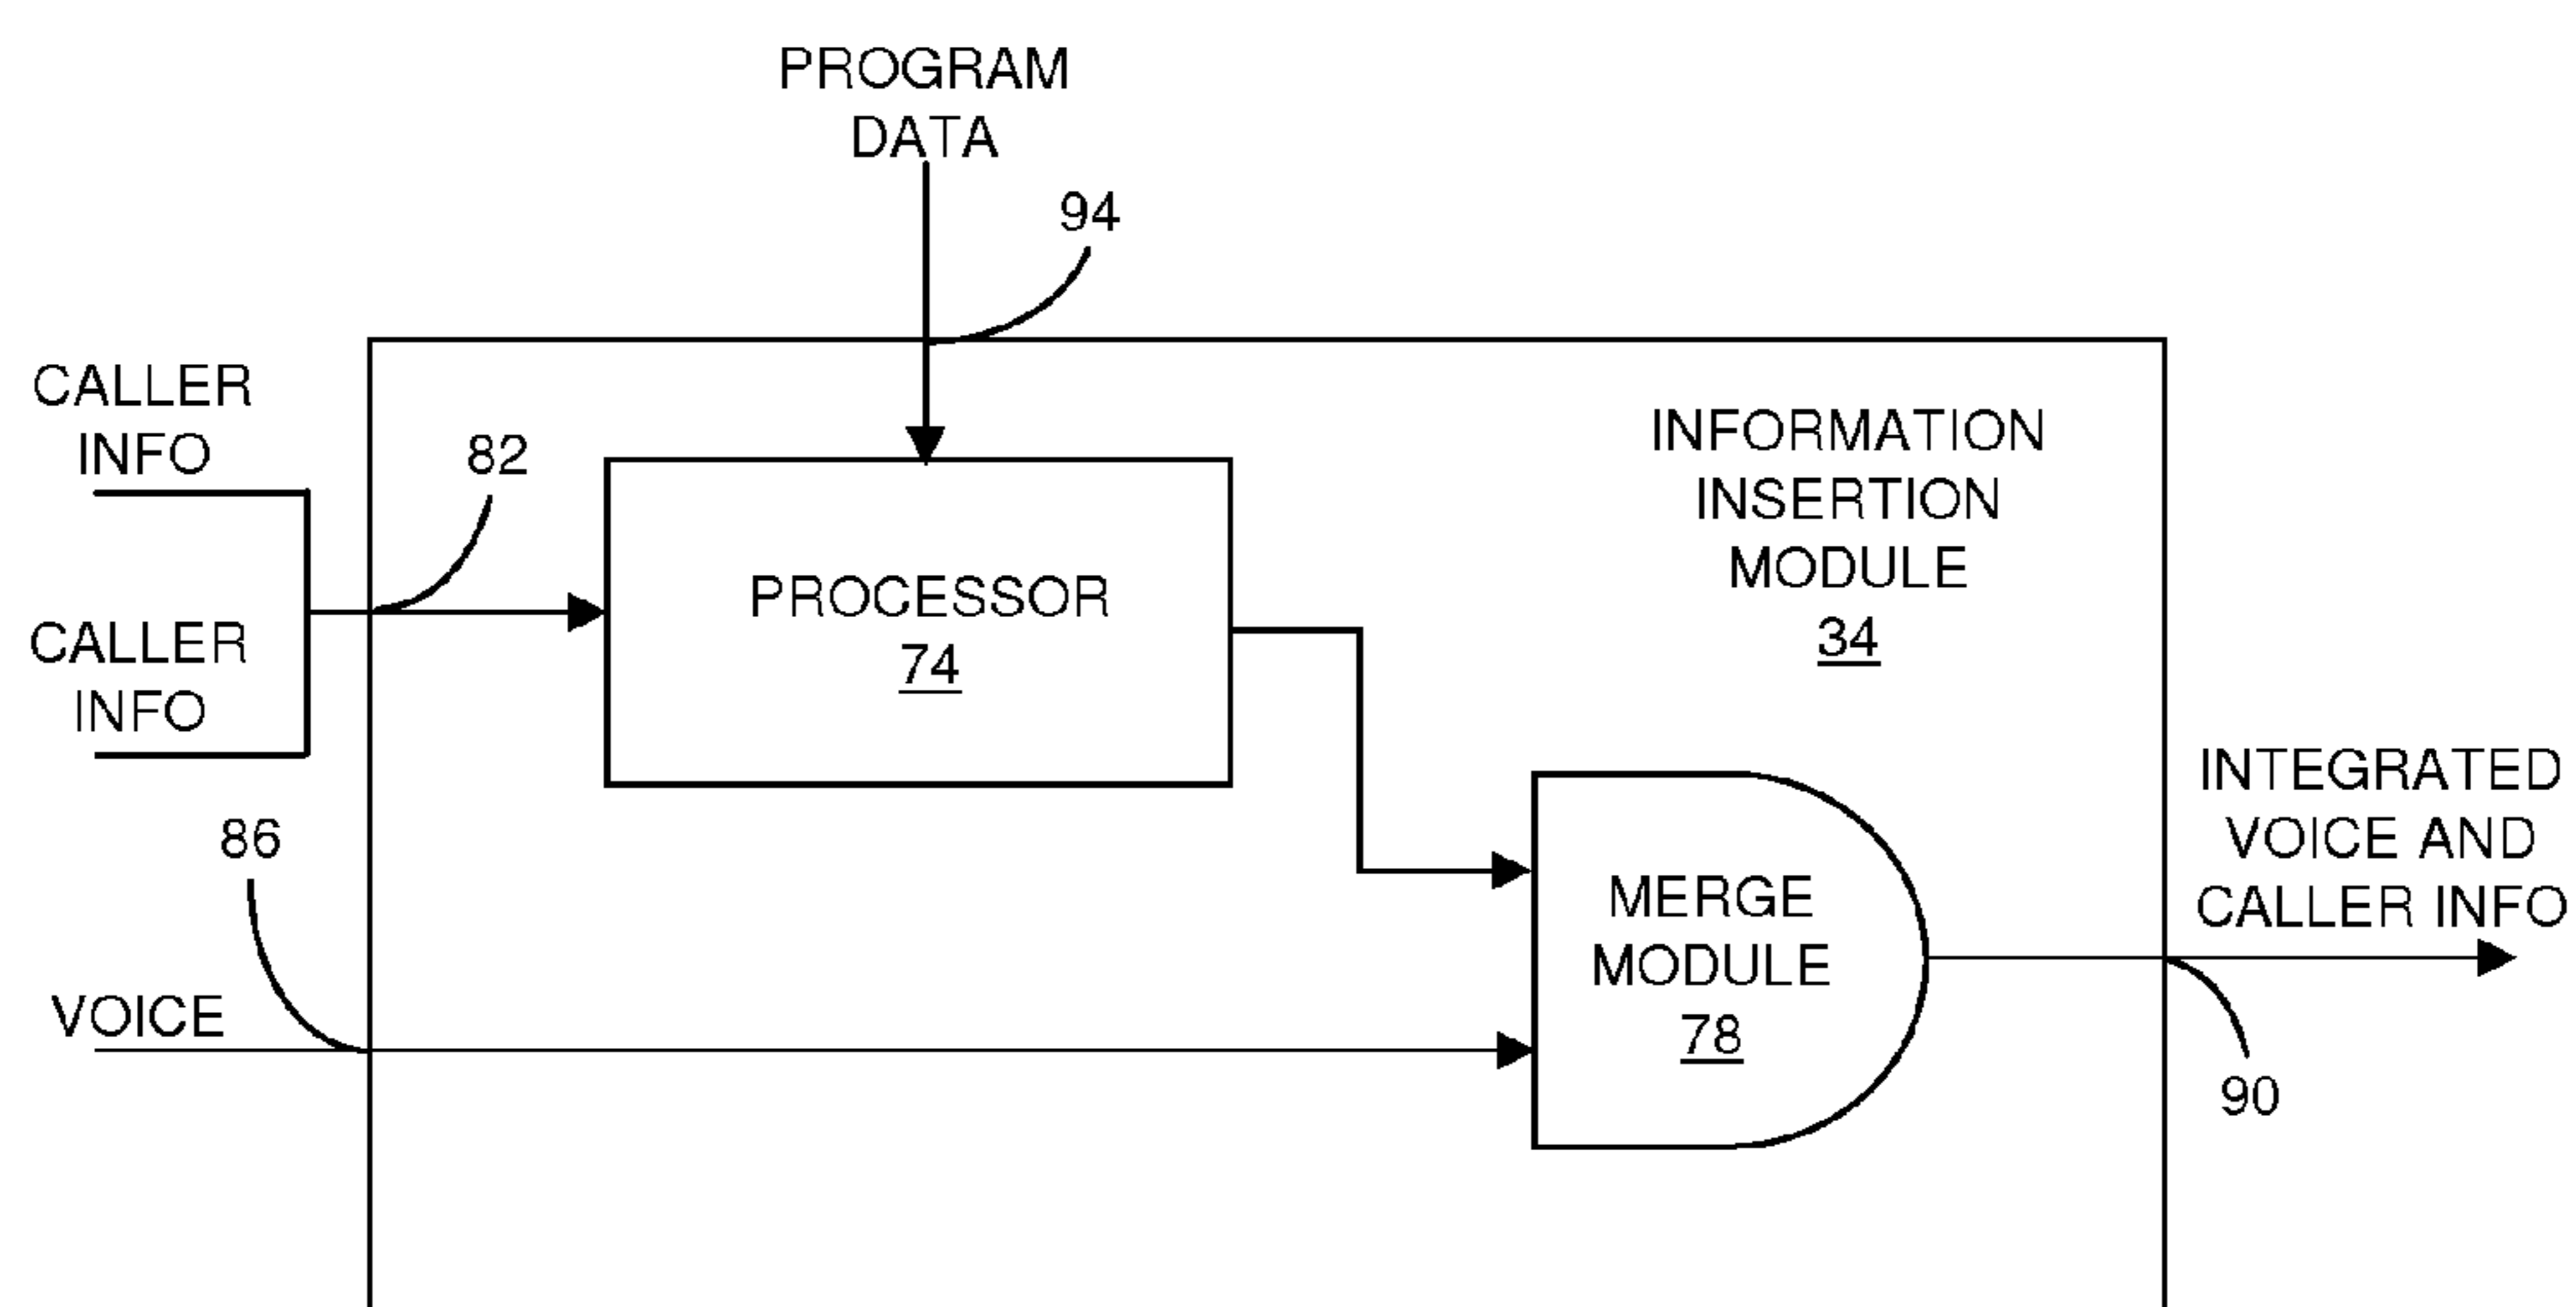 PROGRAM
DATA
94
CALLER
INFO
82
CALLER
INFO
PROCESSOR
74
INFORMATION
INSERTION
MODULE
34
86
VOICE
MERGE
MODULE
78
INTEGRATED
VOICE AND
CALLER INFO
90